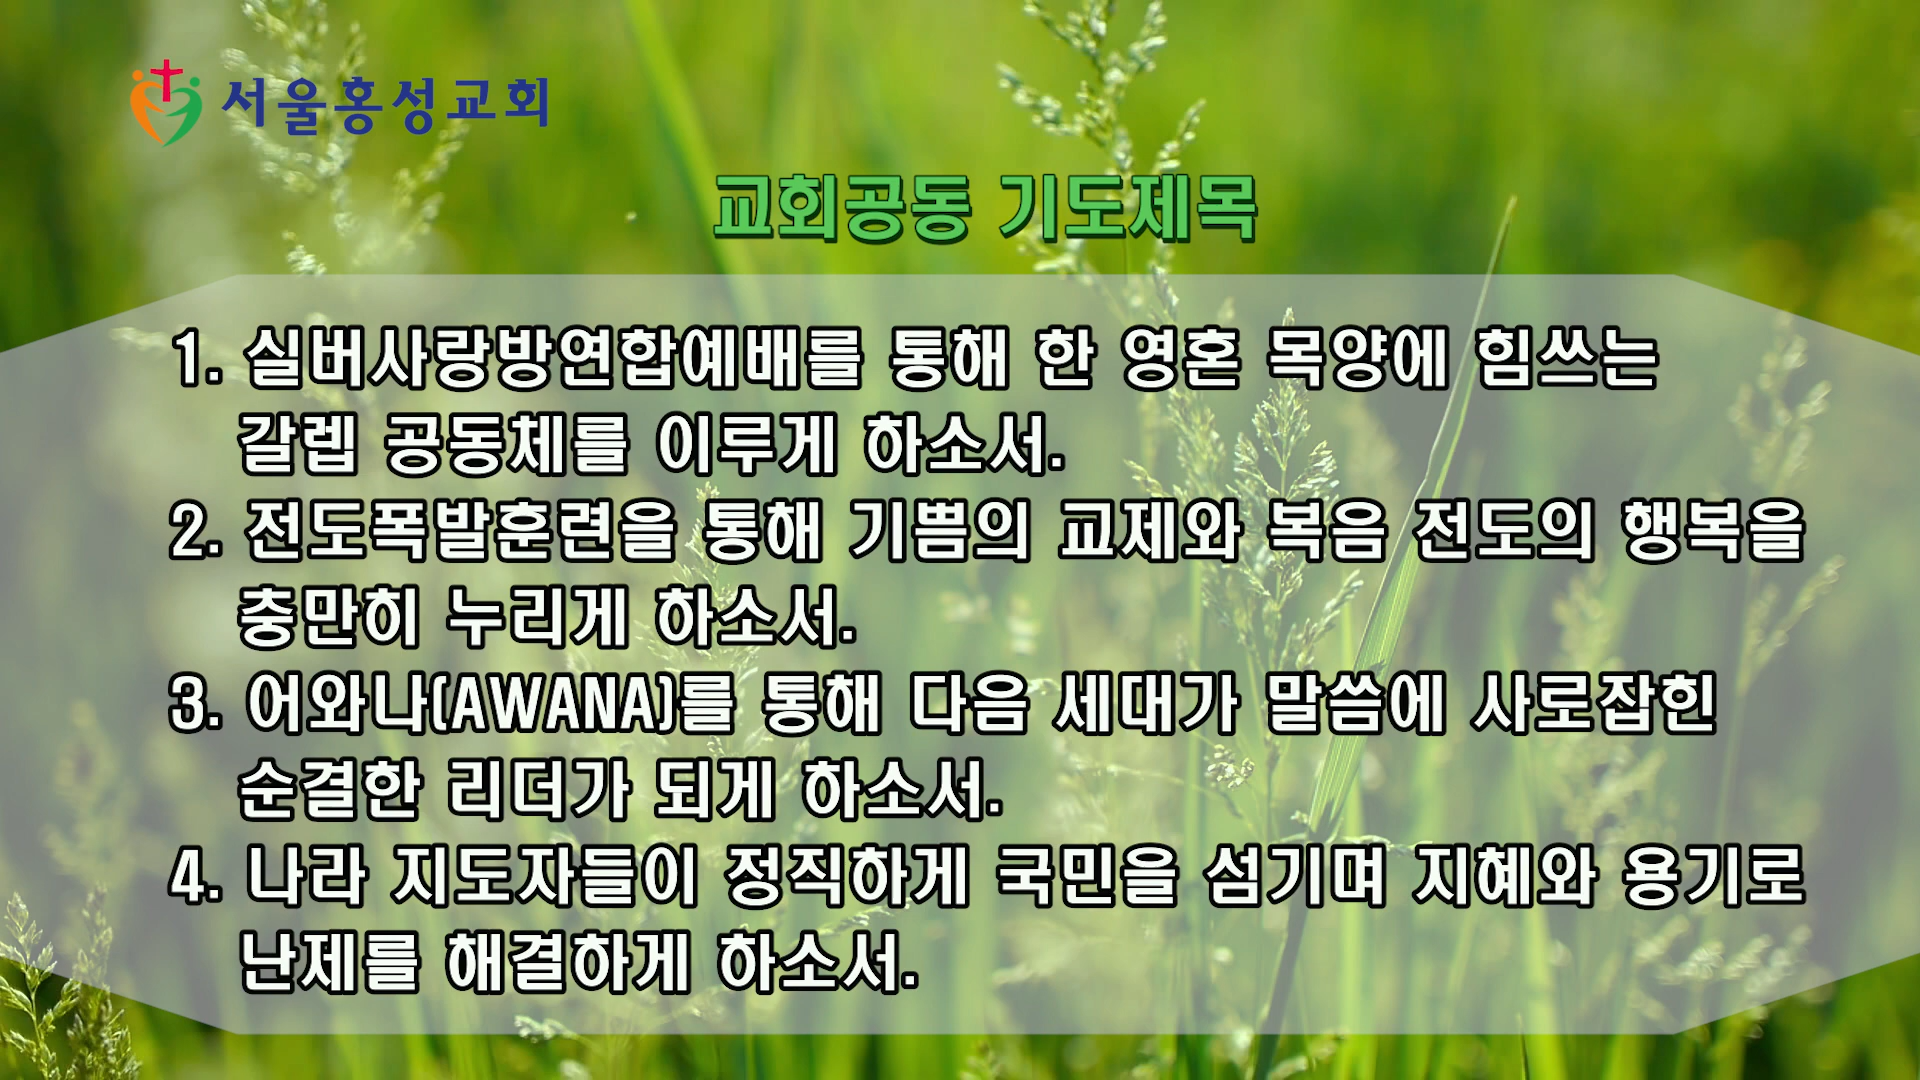 서울홍성교회
교회공동 기도제목
1. 실버사랑방연합예배를 통해 한 영혼 목양에 힘쓰는
갈렙 공동체를 이루게 하소서.
2. 전도폭발훈련을 통해 기쁨의 교제와 복음 전도의 행복을
충만히 누리게 하소서.
3. 어와나(AWANA)를 통해 다음 세대가 말씀에 사로잡힌
순결한 리더가 되게 하소서.
4. 나라 지도자들이 정직하게 국민을 섬기며 지혜와 용기로
난제를 해결하게 하소서.